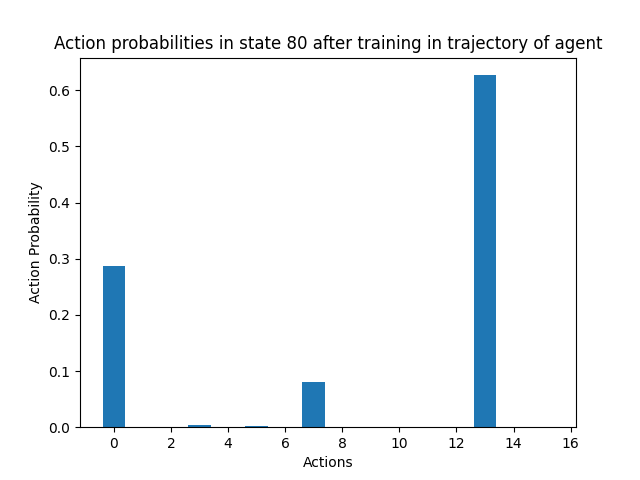 Action probabilities in state 80 after training in trajectory of agent
0.6
0.5
0.4
0.3
0.2
0.1
0.0
Action Probability
0 2 4 6 8 10 12 14 16
Actions